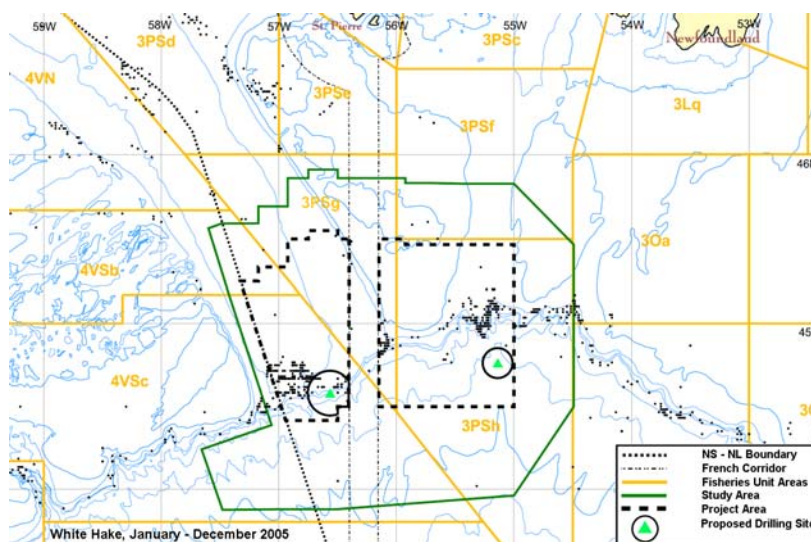 59W 58W 57W 56W 55W 54W 53W
St. Pierre
3PSd 3PSc
Newfoundland
4VN
3PSe 3Lq
3PSf
46
3PSg
3Oa
4VSb
45
4VSc
3PSh
NS - NL Boundary
French Corridor
Fisheries Unit Areas
Study Area
Project Area
Proposed Drilling Sit
White Hake, January - December 2005